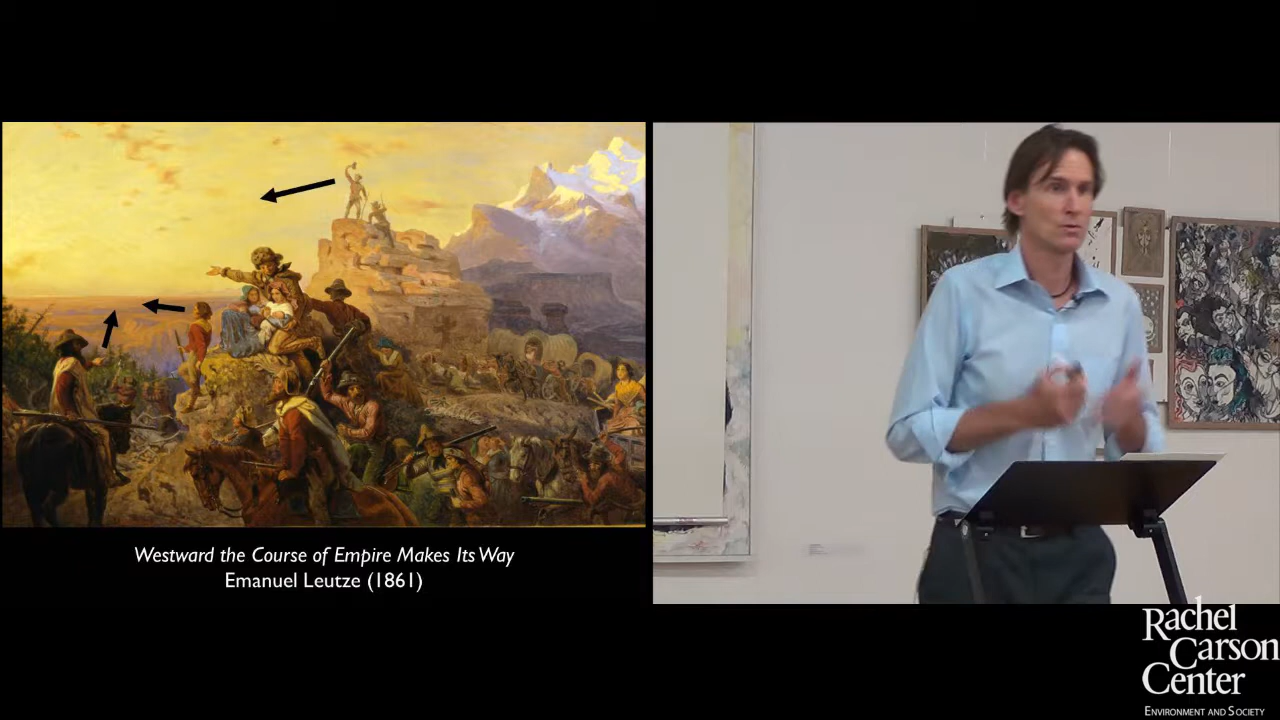 Westward the Course of Empire Makes Its Way
Emanuel Leutze (1861)
Rachel
Carson
Center
ENVIRONMENT AND SOCIETY